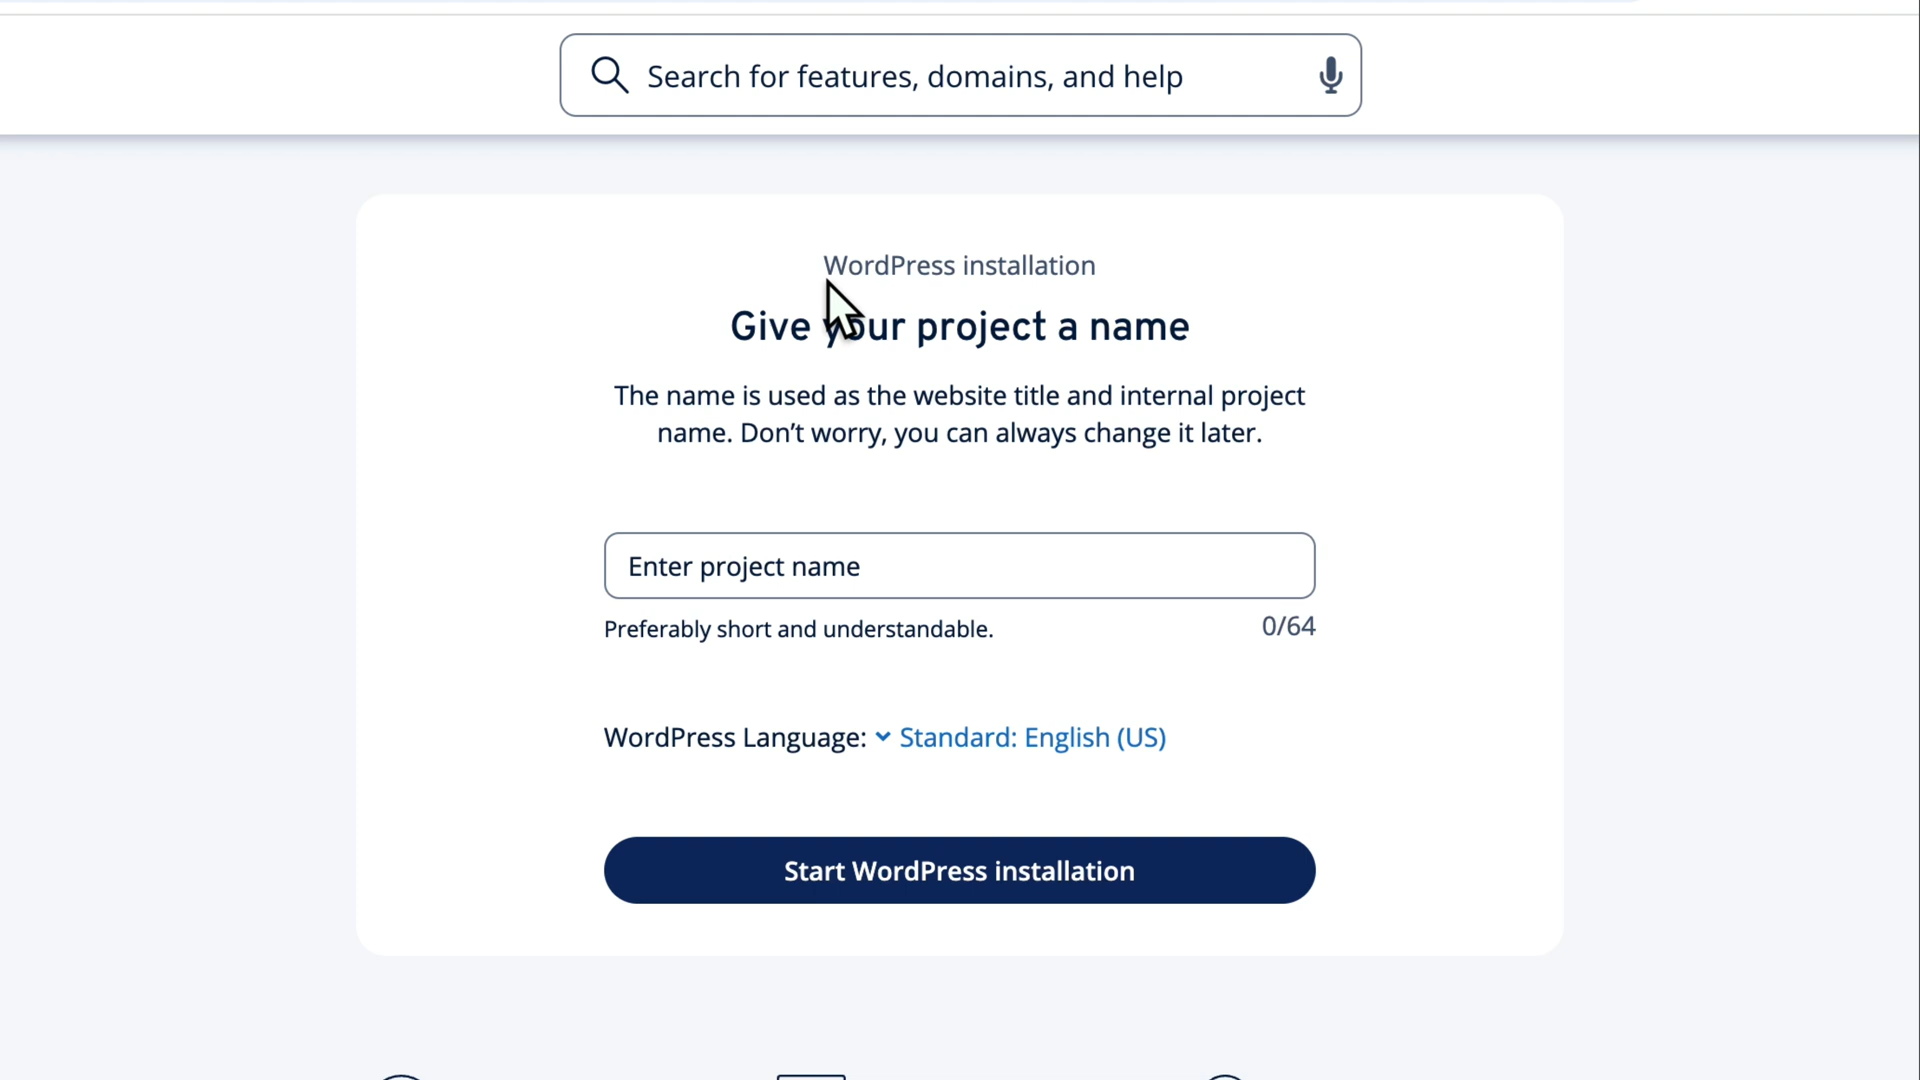 Search for features, domains, and help
WordPress installation
Give your project a name
The name is used as the website title and internal project
name. Don’t worry, you can always change it later.
Enter project name
Preferably short and understandable.
0/64
WordPress Language: Standard: English (US)
Start WordPress installation